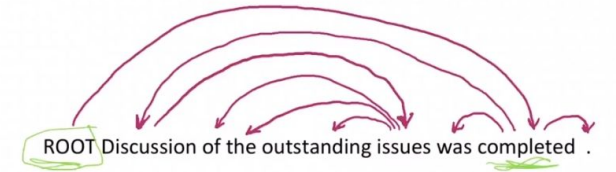 ROOT Discussion of the outstanding issues was completed .